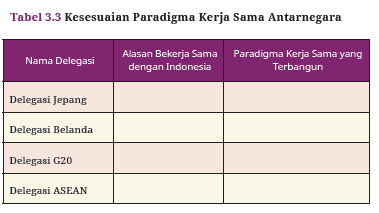 Tabel 3.3 Kesesuaian Paradigma Kerja Sama Antarnegara
Nama Delegasi
Alasan Bekerja Sama
dengan Indonesia
Paradigma Kerja Sama yang
Terbangun
Delegasi Jepang
Delegasi Belanda
Delegasi G20
Delegasi ASEAN